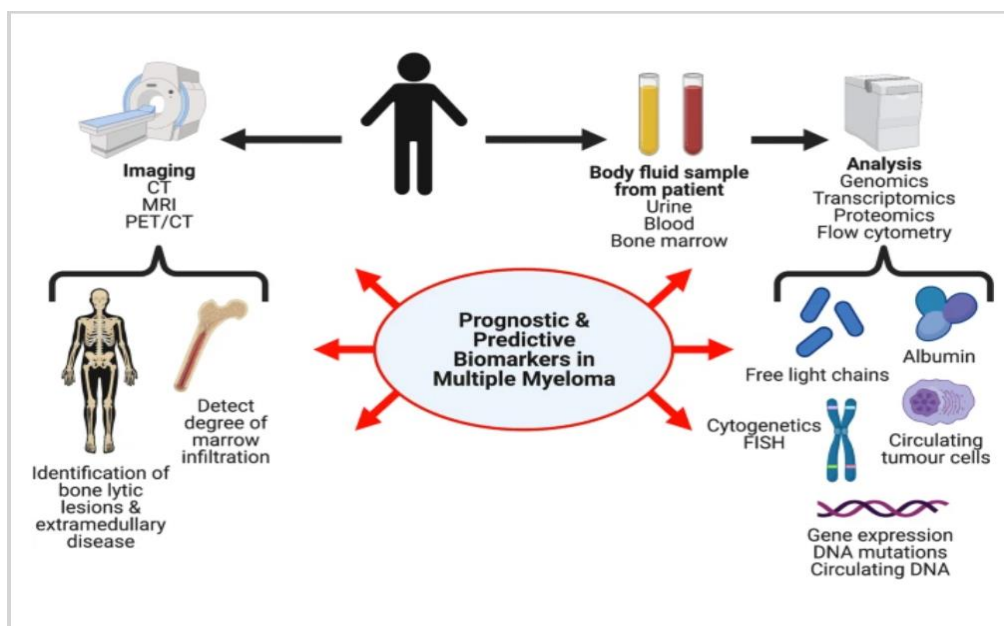 Imaging
CT
MRI
PET/CT
Body fluid sample
from patient
Urine
Blood
Bone marrow
Analysis
Genomics
Transcriptomics
Proteomics
Flow cytometry
Prognostic &
Predictive
Biomarkers in
Multiple Myeloma
Identification of
bone lytic
lesions &
extramedullary
disease
Detect
degree of
marrow
infiltration
Free light chains
Albumin
Cytogenetics
FISH
Circulating
tumour cells
Gene expression
DNA mutations
Circulating DNA